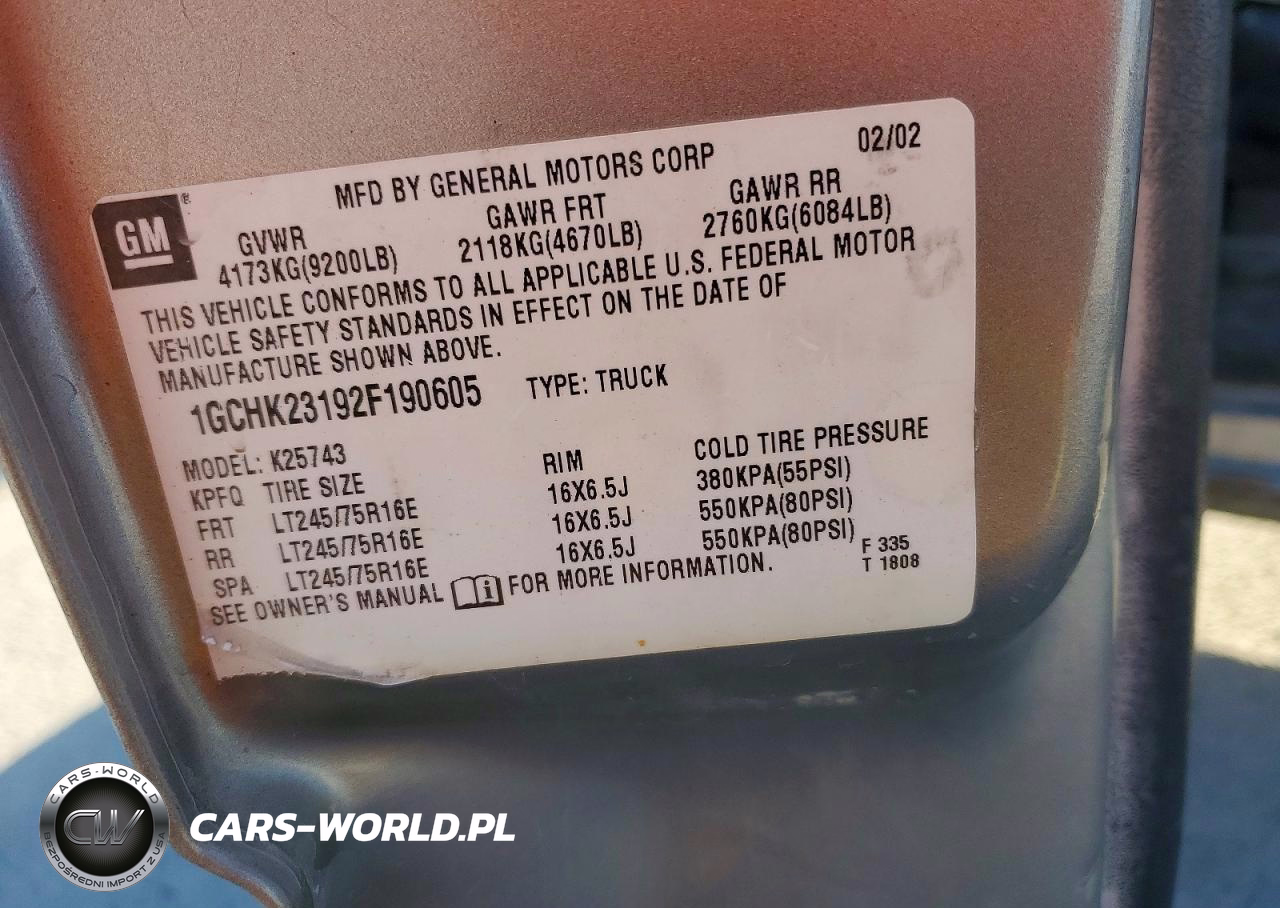 MFD BY GENERAL MOTORS CORP 02/02
GM
GVWR GAWR FRT GAWR RR
4173KG(9200LB) 2118KG(4670LB) 2760KG(6084LB)
THIS VEHICLE CONFORMS TO ALL APPLICABLE U.S. FEDERAL MOTOR
VEHICLE SAFETY STANDARDS IN EFFECT ON THE DATE OF
MANUFACTURE SHOWN ABOVE.
1GCHK23192F190605 TYPE: TRUCK
MODEL: K25743
KPFQ TIRE SIZE RIM COLD TIRE PRESSURE
FRT LT245/75R16E 16X6.5J 380KPA(55PSI)
RR LT245/75R16E 16X6.5J 550KPA(80PSI)
SPA LT245/75R16E 16X6.5J 550KPA(80PSI)
SEE OWNER'S MANUAL FOR MORE INFORMATION.
F 335
T 1808
CARS-WORLD
CW
BEZPOŚREDNI IMPORT Z USA
CARS-WORLD.PL